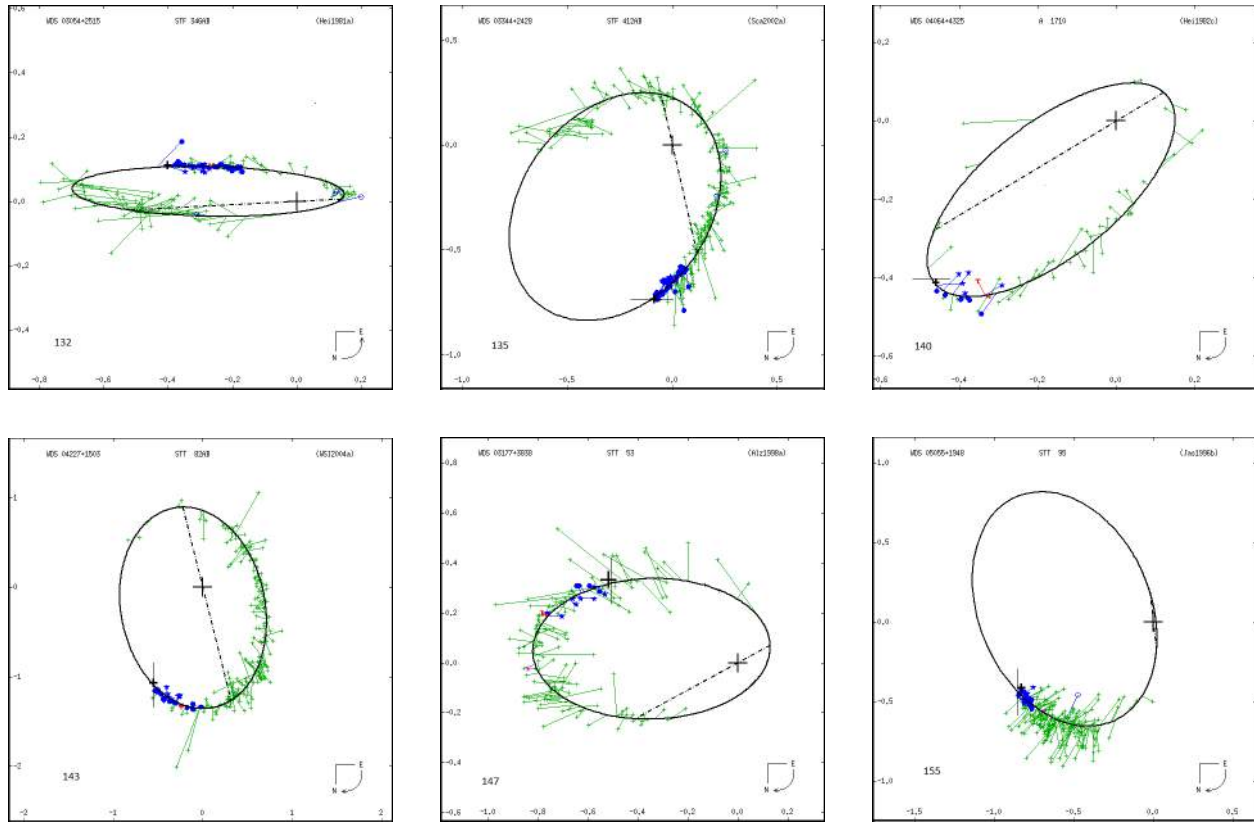 WDS 03054+2515 STF 346AB (Hei1981a)
0.6
0.4
0.2
0.0
-0.2
-0.4
132
E
N
-0.8 -0.6 -0.4 -0.2 0.0 0.2
WDS 03344+2428 STF 412AB (Sca2002a)
0.5
0.0
-0.5
-1.0
135
E
N
-1.0 -0.5 0.0 0.5
WDS 04064+4325 A 1710 (Hei1982c)
0.2
0.0
-0.2
-0.4
-0.6
140
E
N
-0.6 -0.4 -0.2 0.0 0.2
WDS 04227+1503 STT 82AB (WSI2004a)
1
0
-1
-2
143
E
N
-2 -1 0 1 2
WDS 03177+3838 STT 53 (Alz1998a)
0.8
0.6
0.4
0.2
0.0
-0.2
-0.4
-0.6
147
E
N
-1.0 -0.8 -0.6 -0.4 -0.2 0.0 0.2
WDS 05055+1948 STT 95
1.0
0.5
0.0
-0.5
-1.0
155
E
N
-1.5 -1.0 -0.5 0.0 0.5